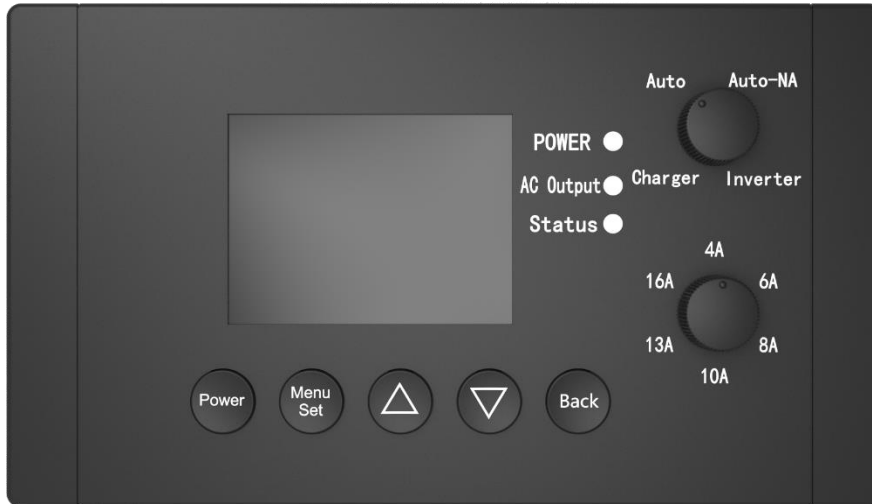 Auto
Auto-NA
POWER
AC Output
Charger
Inverter
Status
4A
16A
6A
13A
8A
10A
Power
Menu
Set
Back